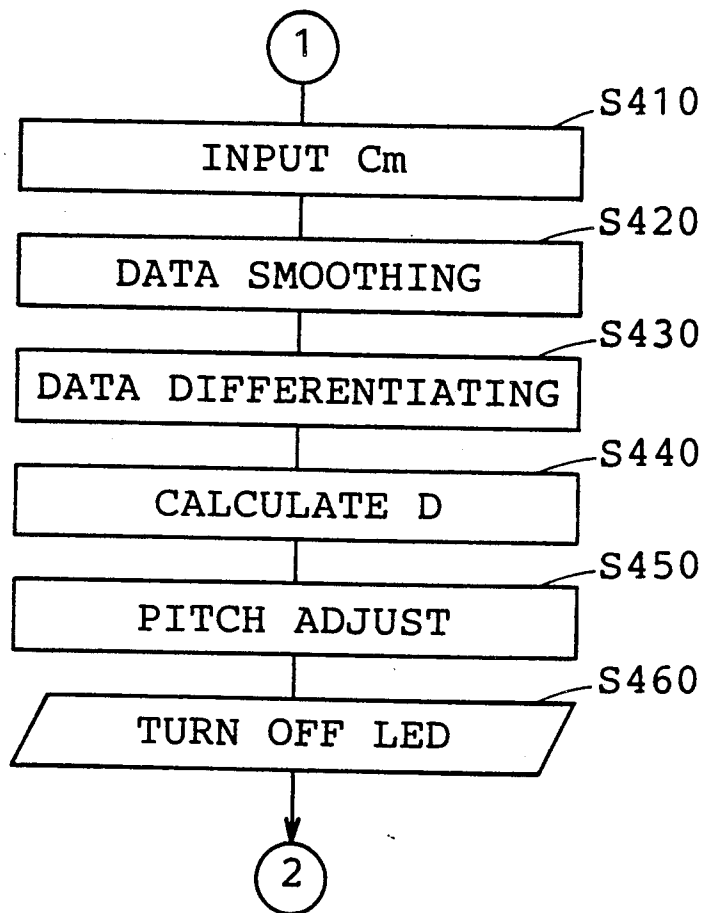 1
S410
INPUT Cm
S420
DATA SMOOTHING
S430
DATA DIFFERENTIATING
S440
CALCULATE D
S450
PITCH ADJUST
S460
TURN OFF LED
2